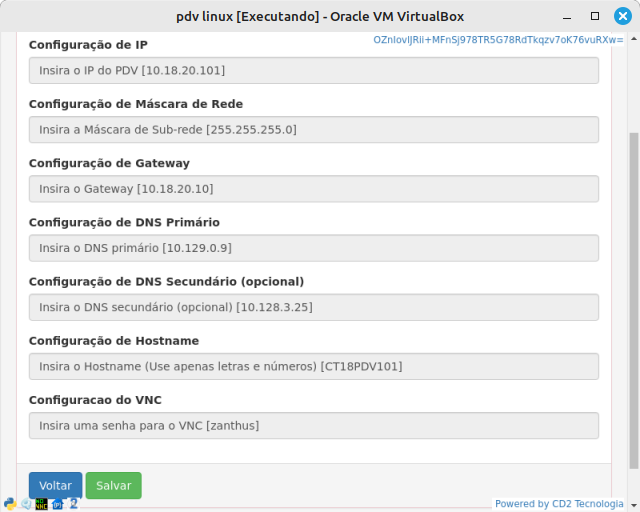 pdv linux [Executando] - Oracle VM VirtualBox
Configuração de IP
OZnIovIJRli+MFnSj978TR5G78RdTkqzv7oK76vuRXw=
Insira o IP do PDV [10.18.20.101]
Configuração de Máscara de Rede
Insira a Máscara de Sub-rede [255.255.255.0]
Configuração de Gateway
Insira o Gateway [10.18.20.10]
Configuração de DNS Primário
Insira o DNS primário [10.129.0.9]
Configuração de DNS Secundário (opcional)
Insira o DNS secundário (opcional) [10.128.3.25]
Configuração de Hostname
Insira o Hostname (Use apenas letras e números) [CT18PDV101]
Configuracao do VNC
Insira uma senha para o VNC [zanthus]
Voltar Salvar
Powered by CD2 Tecnologia